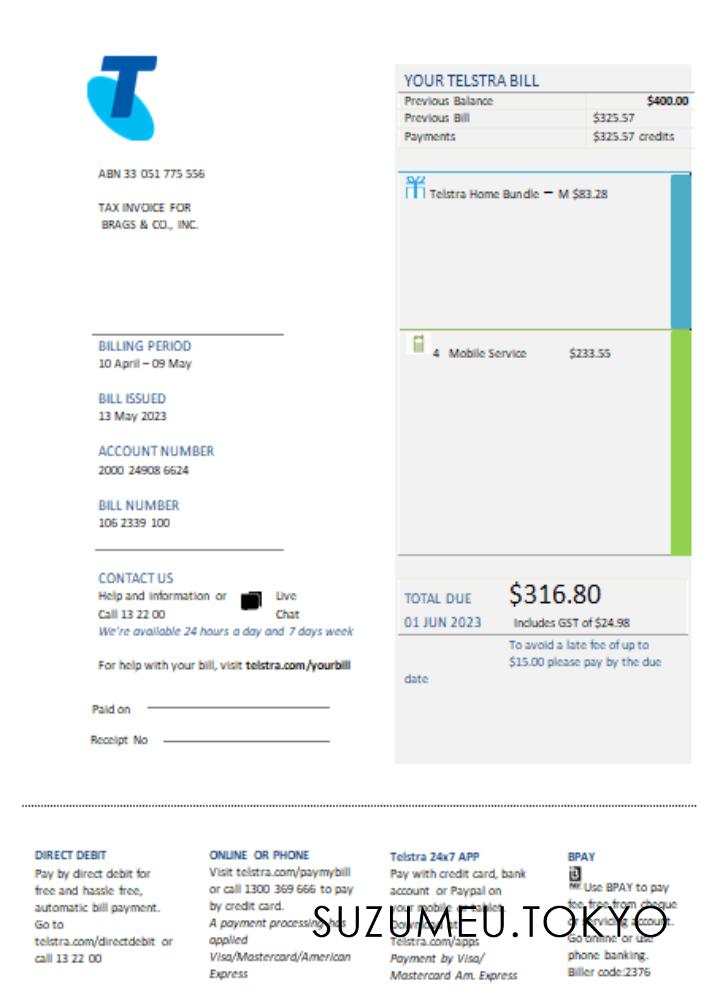 T
ABN 33 051 775 556
TAX INVOICE FOR
BRAGS & CO., INC.
BILLING PERIOD
10 April – 09 May
BILL ISSUED
13 May 2023
ACCOUNT NUMBER
2000 24908 6624
BILL NUMBER
106 2339 100
CONTACT US
Help and information or Live
Call 13 22 00 Chat
We're available 24 hours a day and 7 days week
For help with your bill, visit telstra.com/yourbill
Paid on
Receipt No
YOUR TELSTRA BILL
Previous Balance $400.00
Previous Bill $325.57
Payments $325.57 credits
Telstra Home Bundle – M $83.28
4 Mobile Service $233.55
TOTAL DUE $316.80
01 JUN 2023 Includes GST of $24.98
To avoid a late fee of up to
$15.00 please pay by the due
date
DIRECT DEBIT
Pay by direct debit for
free and hassle free,
automatic bill payment.
Go to
telstra.com/directdebit or
call 13 22 00
ONLINE OR PHONE
Visit telstra.com/paymybill
or call 1300 369 666 to pay
by credit card.
A payment processing has
applied
Visa/Mastercard/American
Express
Telstra 24x7 APP
Pay with credit card, bank
account or Paypal on
your mobile or tablet.
Download at
Telstra.com/apps
Payment by Visa/
Mastercard Am. Express
BPAY
Use BPAY to pay
fee free from cheque
or servicing account.
Go online or use
phone banking.
Biller code:2376
SUZUMEU.TOKYO